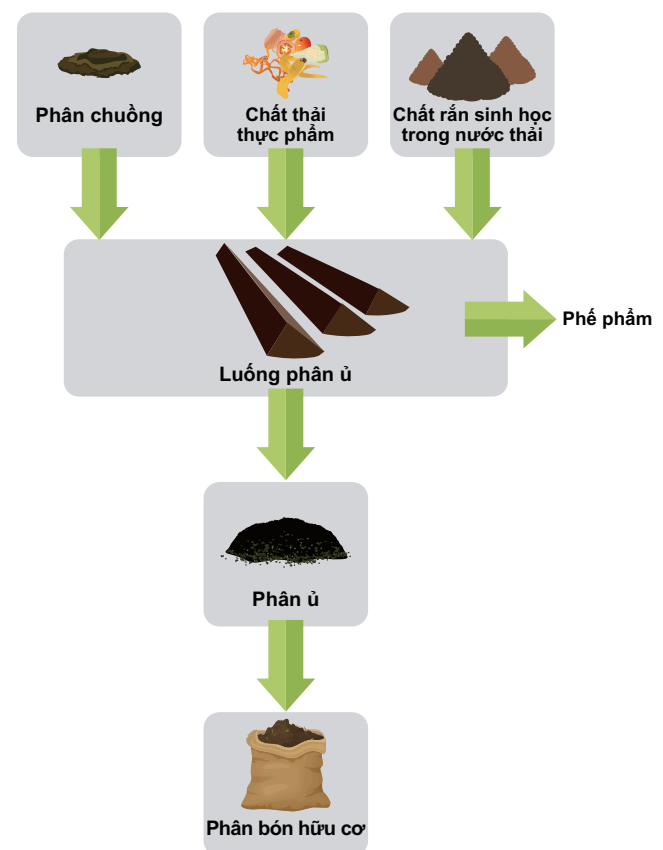 Phân chuồng
Chất thải
thực phẩm
Chất rắn sinh học
trong nước thải
Phế phẩm
Luống phân ủ
Phân ủ
Phân bón hữu cơ